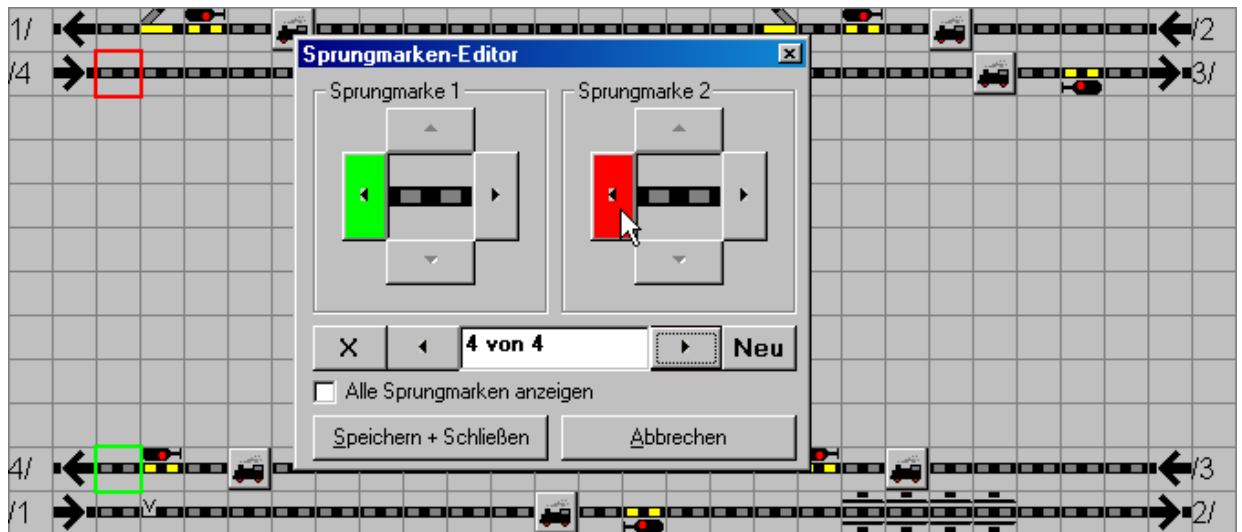 1/
/2
Sprungmarken-Editor
/4
3/
Sprungmarke 1
Sprungmarke 2
X
4 von 4
Neu
Alle Sprungmarken anzeigen
Speichern + Schließen
Abbrechen
4/
/3
/1
Y
2/